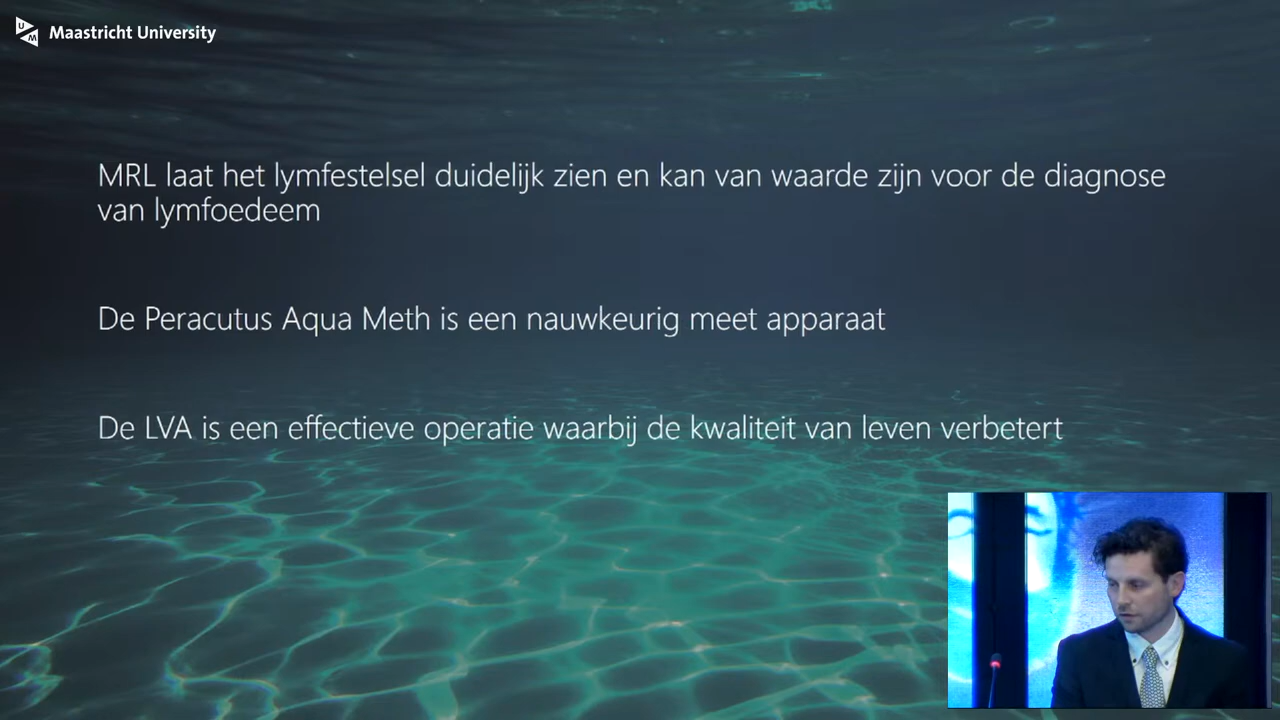 UM Maastricht University
MRL laat het lymfestelsel duidelijk zien en kan van waarde zijn voor de diagnose
van lymfoedeem
De Peracutus Aqua Meth is een nauwkeurig meet apparaat
De LVA is een effectieve operatie waarbij de kwaliteit van leven verbetert